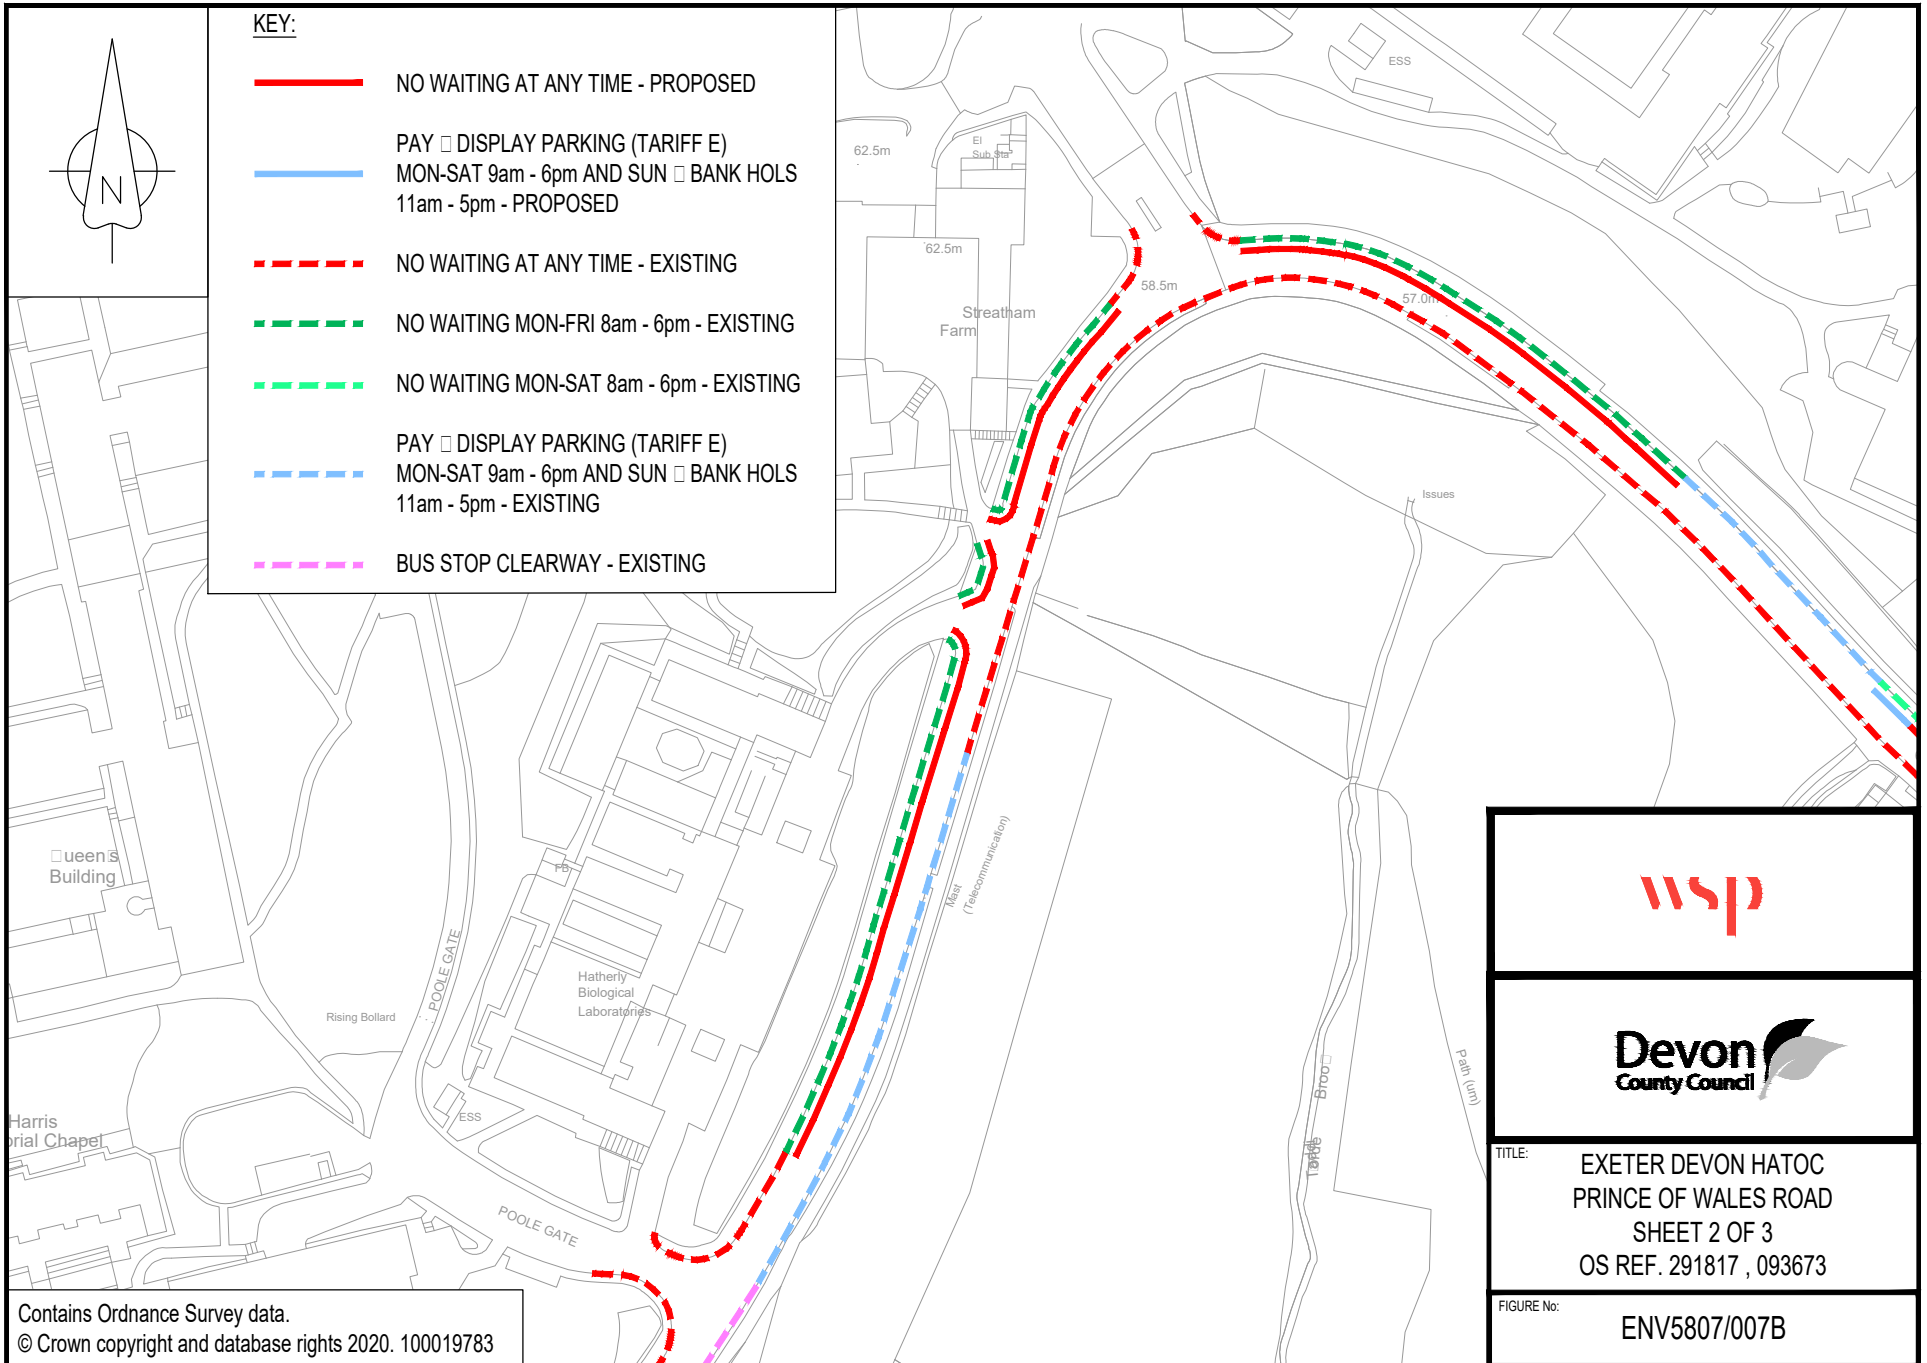 KEY:
NO WAITING AT ANY TIME - PROPOSED
PAY □ DISPLAY PARKING (TARIFF E)
MON-SAT 9am - 6pm AND SUN □ BANK HOLS
11am - 5pm - PROPOSED
NO WAITING AT ANY TIME - EXISTING
NO WAITING MON-FRI 8am - 6pm - EXISTING
NO WAITING MON-SAT 8am - 6pm - EXISTING
PAY □ DISPLAY PARKING (TARIFF E)
MON-SAT 9am - 6pm AND SUN □ BANK HOLS
11am - 5pm - EXISTING
BUS STOP CLEARWAY - EXISTING
N
62.5m
El
Sub Sta
ESS
62.5m
58.5m
57.0m
Streatham
Farm
Issues
Mast
(Telecommunication)
□ueen□s
Building
FB
POOLE GATE
Rising Bollard
Hatherly
Biological
Laboratories
ESS
Harris
orial Chapel
POOLE GATE
Broo□
Path (um)
wsp
Devon
County Council
TITLE:
EXETER DEVON HATOC
PRINCE OF WALES ROAD
SHEET 2 OF 3
OS REF. 291817 , 093673
FIGURE No:
ENV5807/007B
Contains Ordnance Survey data.
© Crown copyright and database rights 2020. 100019783